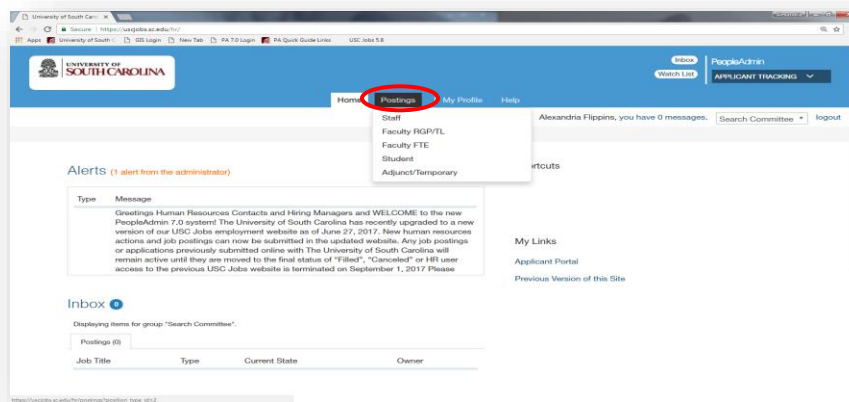 University of South Caro
Secure | https://uscjobs.sc.edu/hr/
Apps University of South C GIS Login New Tab PA 7.0 Login PA Quick Guide Links USC Jobs 5.8
UNIVERSITY OF
SOUTH CAROLINA
Inbox PeopleAdmin
Watch List APPLICANT TRACKING
Home Postings My Profile Help
Staff
Faculty RGP/TL
Faculty FTE
Student
Adjunct/Temporary
Alexandria Flippins, you have 0 messages. Search Committee logout
Alerts (1 alert from the administrator)
rtcuts
Type Message
Greetings Human Resources Contacts and Hiring Managers and WELCOME to the new
PeopleAdmin 7.0 system! The University of South Carolina has recently upgraded to a new
version of our USC Jobs employment website as of June 27, 2017. New human resources
actions and job postings can now be submitted in the updated website. Any job postings
or applications previously submitted online with The University of South Carolina will
remain active until they are moved to the final status of "Filled", "Canceled" or HR user
access to the previous USC Jobs website is terminated on September 1, 2017 Please
My Links
Applicant Portal
Previous Version of this Site
Inbox 0
Displaying items for group "Search Committee".
Postings (0)
Job Title Type Current State Owner
https://uscjobs.sc.edu/hr/postings?position_type_id=2